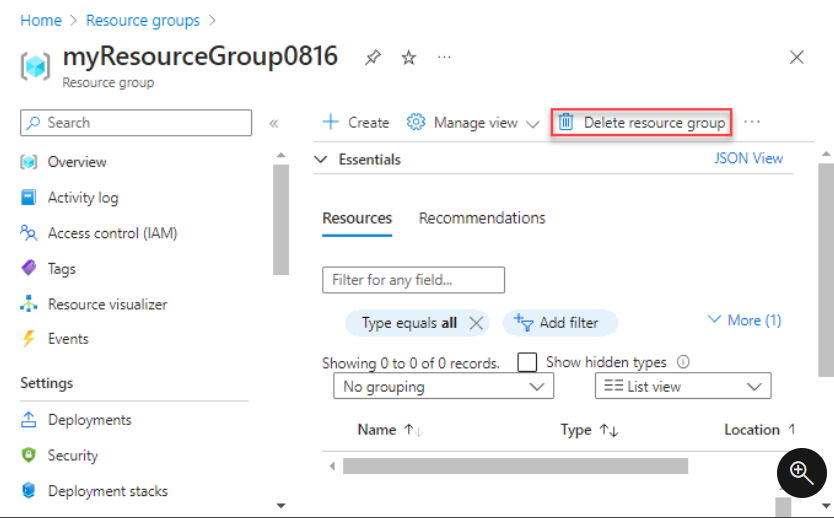 Home > Resource groups >
myResourceGroup0816 ...
Resource group
Search «
Overview
Activity log
Access control (IAM)
Tags
Resource visualizer
Events
Settings
Deployments
Security
Deployment stacks
+ Create Manage view Delete resource group ...
Essentials JSON View
Resources Recommendations
Filter for any field...
Type equals all Add filter More (1)
Showing 0 to 0 of 0 records. Show hidden types
No grouping List view
Name ↑↓ Type ↑↓ Location ↑